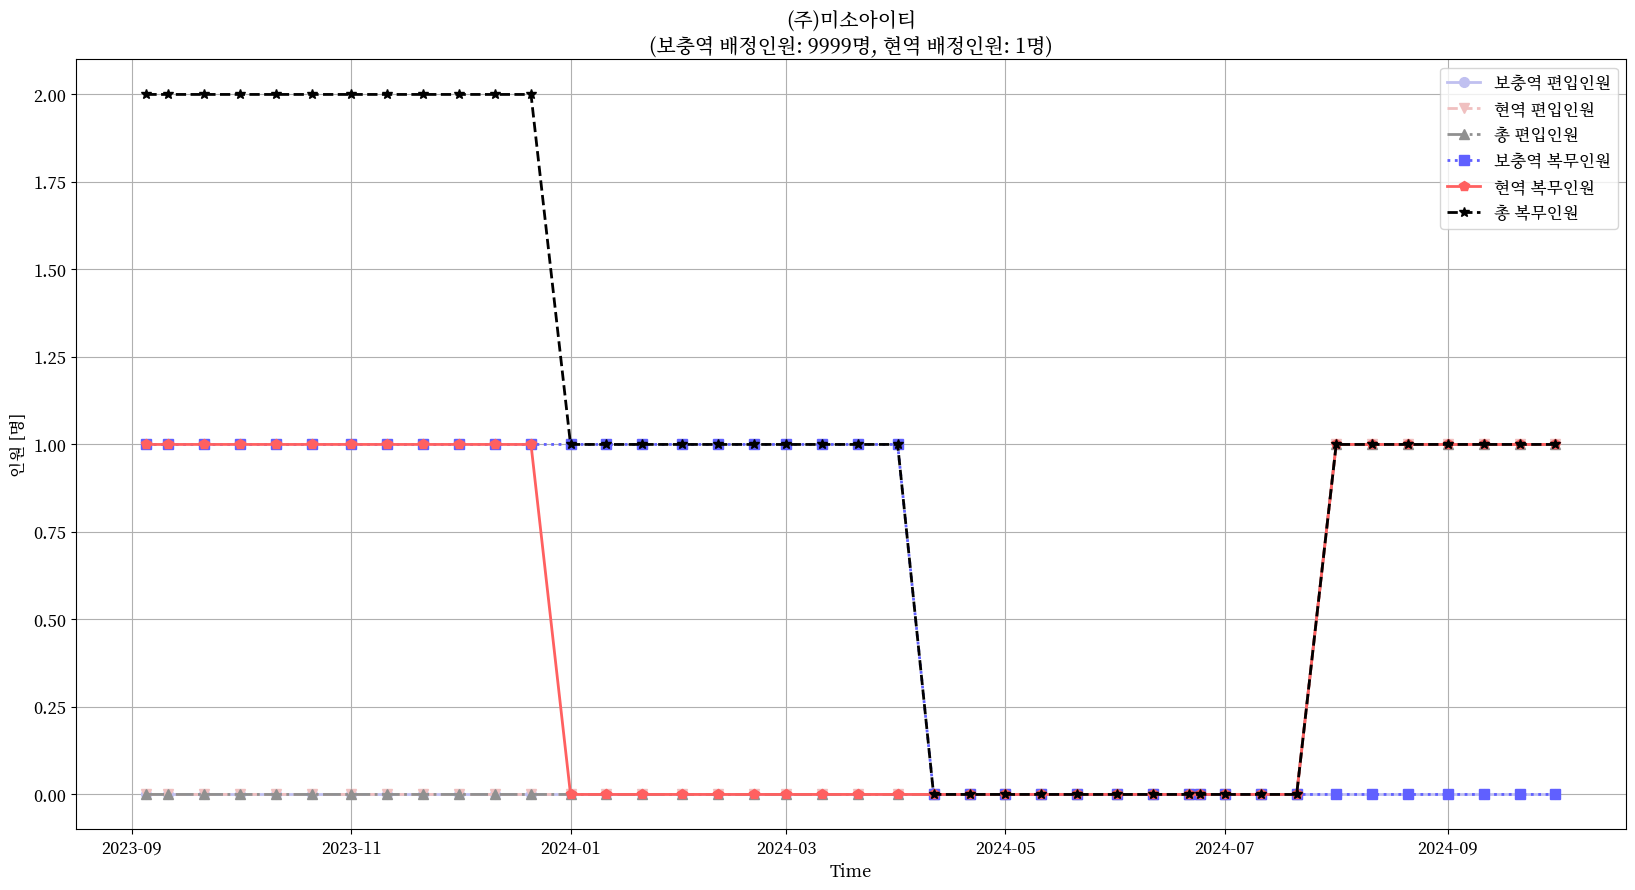 (주)미소아이티
(보충역 배정인원: 9999명, 현역 배정인원: 1명)
보충역 편입인원
현역 편입인원
총 편입인원
보충역 복무인원
현역 복무인원
총 복무인원
2.00
1.75
1.50
1.25
1.00
0.75
0.50
0.25
0.00
인원 [명]
2023-09
2023-11
2024-01
2024-03
2024-05
2024-07
2024-09
Time